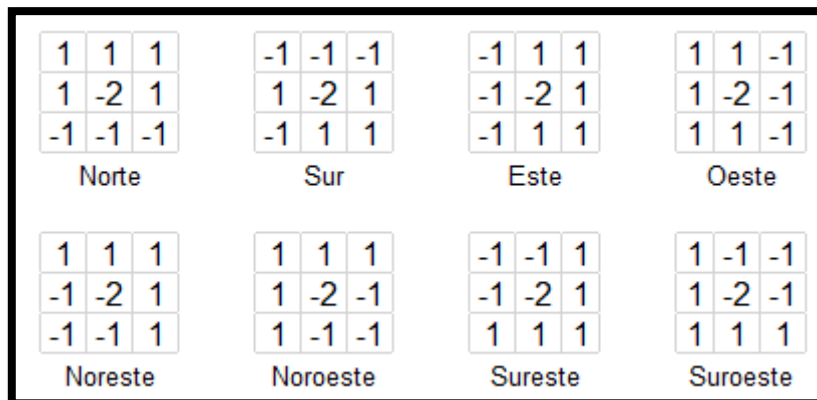 1 1 1 -1 -1 -1 -1 1 1 1 1 -1
1 -2 1 1 -2 1 -1 -2 1 1 -2 -1
-1 -1 -1 -1 1 1 -1 1 1 1 1 -1
Norte Sur Este Oeste
1 1 1 1 1 1 -1 -1 1 1 -1 -1
-1 -2 1 1 -2 -1 -1 -2 1 1 -2 -1
-1 -1 1 1 -1 -1 1 1 1 1 1 1
Noreste Noroeste Sureste Suroeste